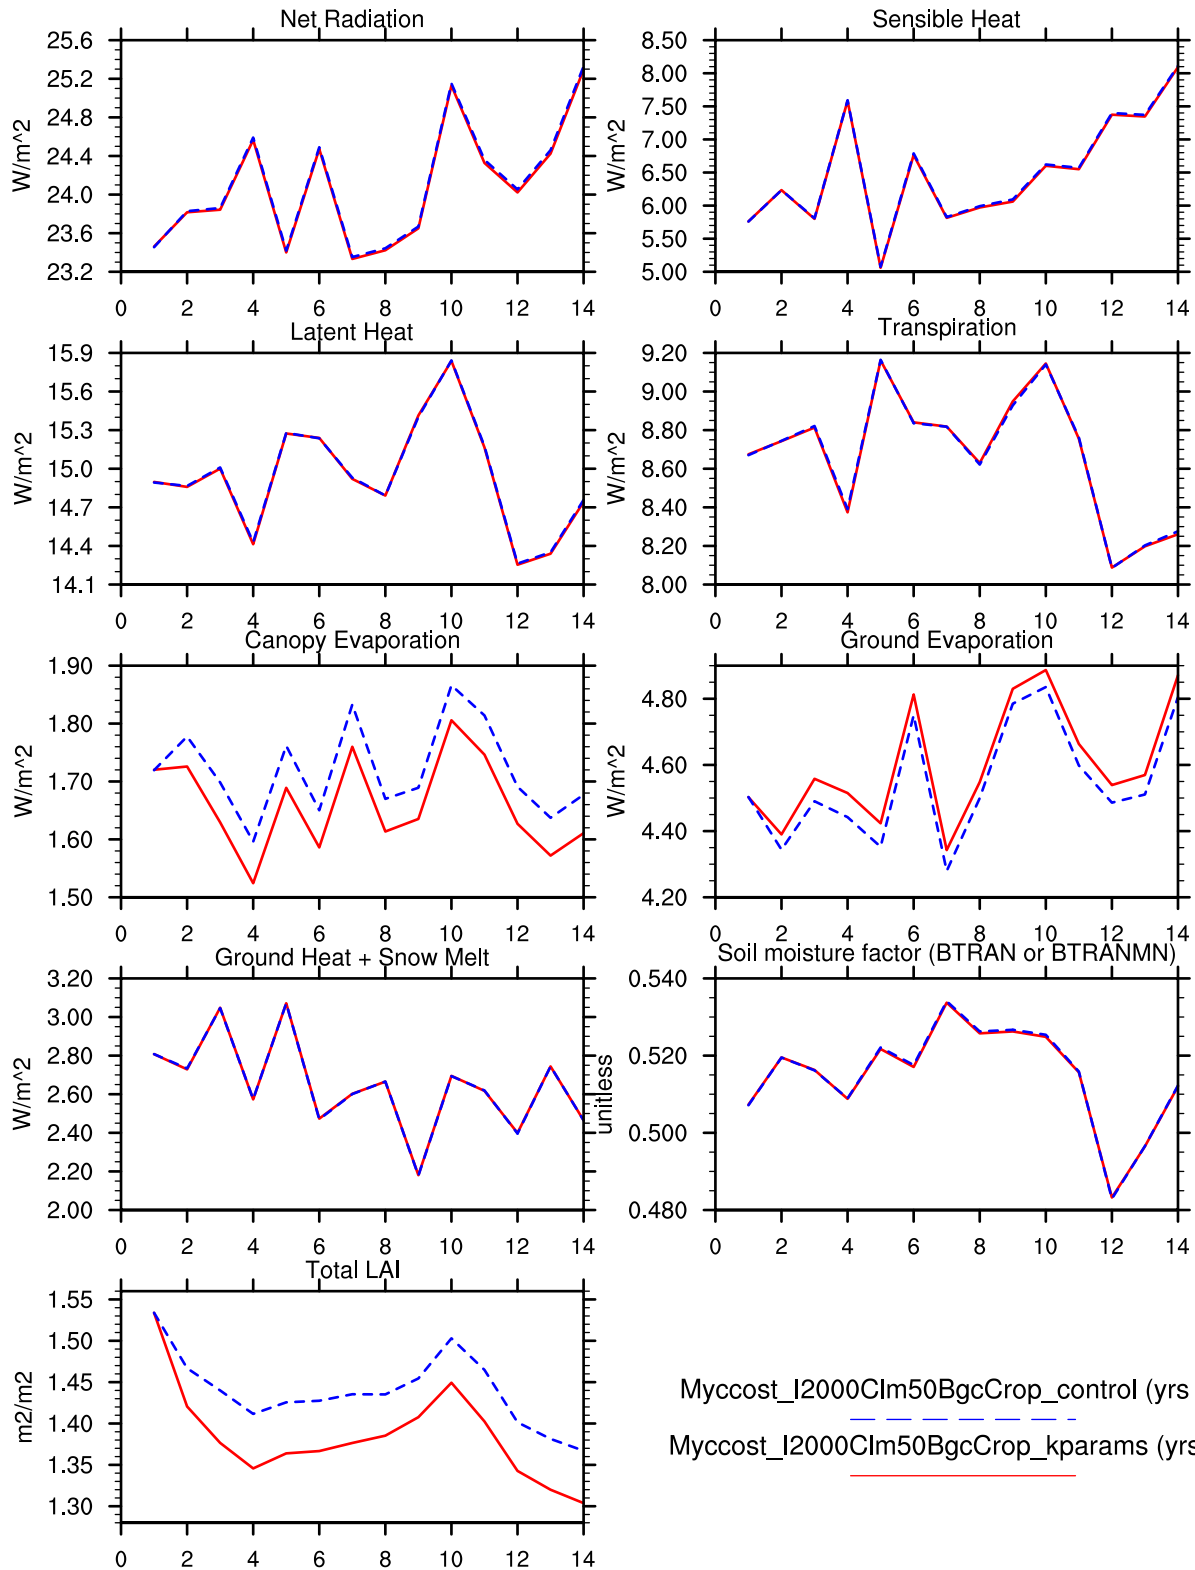 Net Radiation
Sensible Heat
25.6
25.2
24.8
24.4
24.0
23.6
23.2
W/m^2
0 2 4 6 8 10 12 14
8.50
8.00
7.50
7.00
6.50
6.00
5.50
5.00
W/m^2
0 2 4 6 8 10 12 14
Latent Heat
Transpiration
15.9
15.6
15.3
15.0
14.7
14.4
14.1
W/m^2
0 2 4 6 8 10 12 14
9.20
9.00
8.80
8.60
8.40
8.20
8.00
W/m^2
0 2 4 6 8 10 12 14
Canopy Evaporation
Ground Evaporation
1.90
1.80
1.70
1.60
1.50
W/m^2
0 2 4 6 8 10 12 14
4.80
4.60
4.40
4.20
W/m^2
0 2 4 6 8 10 12 14
Ground Heat + Snow Melt
Soil moisture factor (BTRAN or BTRANMN)
3.20
3.00
2.80
2.60
2.40
2.20
2.00
W/m^2
0 2 4 6 8 10 12 14
0.540
0.520
0.500
0.480
unitless
0 2 4 6 8 10 12 14
Total LAI
1.55
1.50
1.45
1.40
1.35
1.30
m2/m2
0 2 4 6 8 10 12 14
Myccost_I2000Clm50BgcCrop_control (yrs
Myccost_I2000Clm50BgcCrop_kparams (yrs